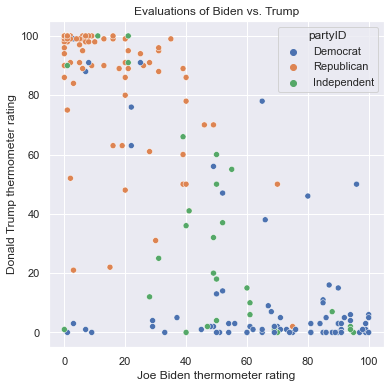 Evaluations of Biden vs. Trump
partyID
Democrat
Republican
Independent
Donald Trump thermometer rating
100
80
60
40
20
0
0 20 40 60 80 100
Joe Biden thermometer rating